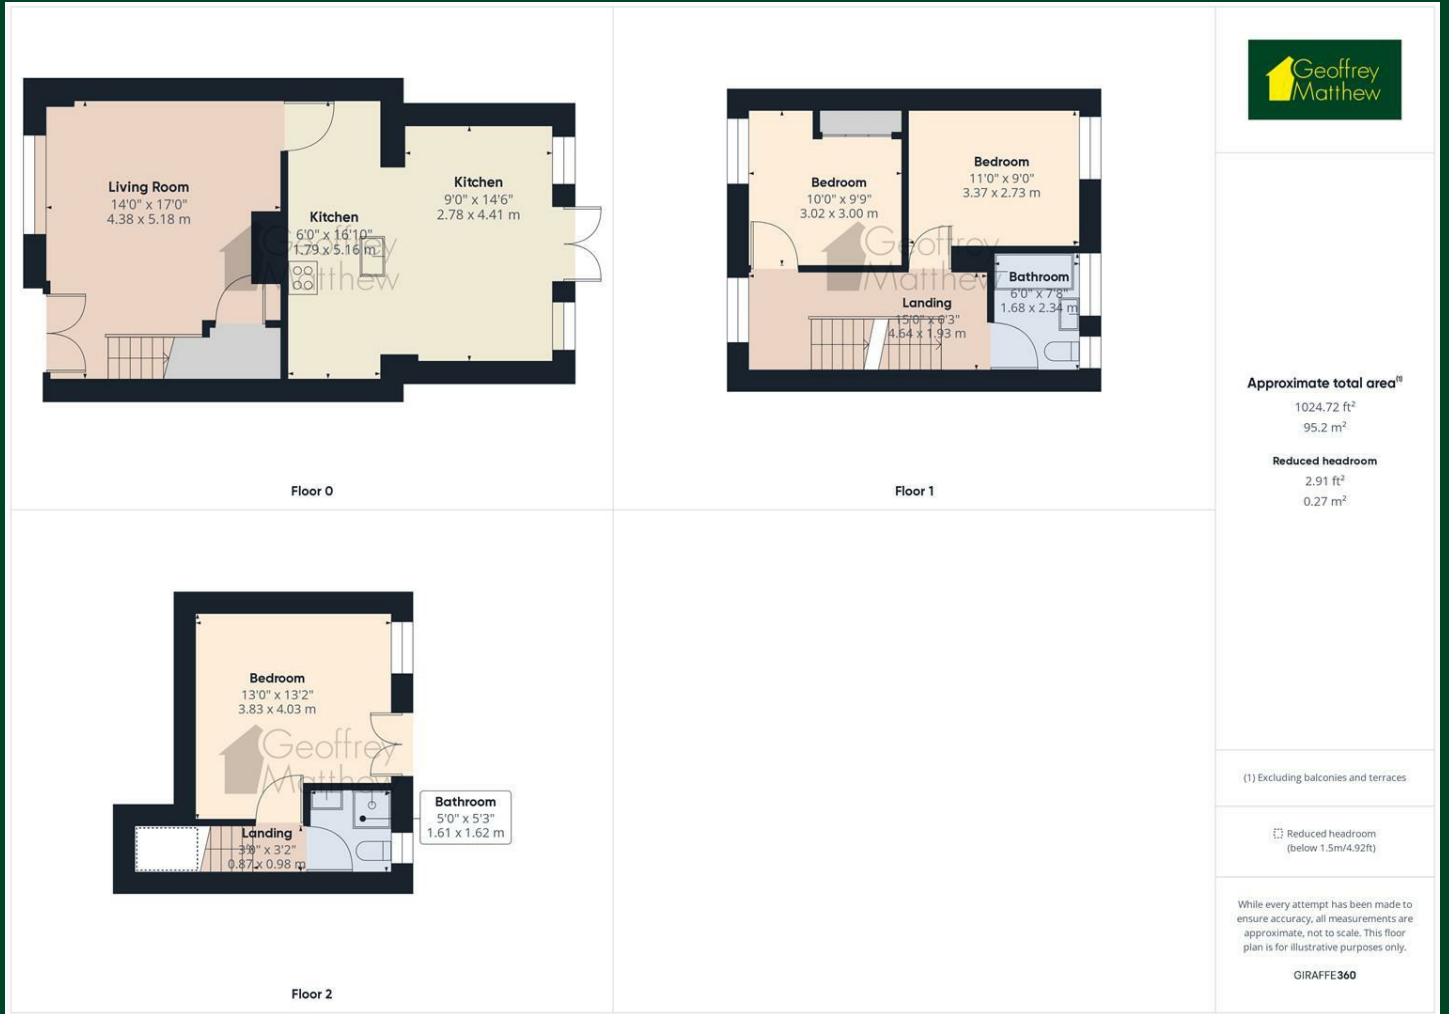 Living Room
14'0" x 17'0"
4.38 x 5.18 m
Kitchen
6'0" x 16'10"
1.79 x 5.16 m
Kitchen
9'0" x 14'6"
2.78 x 4.41 m
Geoffrey
Matthew
Floor 0
Bedroom
10'0" x 9'9"
3.02 x 3.00 m
Bedroom
11'0" x 9'0"
3.37 x 2.73 m
Bathroom
6'0" x 7'8"
1.68 x 2.34 m
Landing
15'0" x 6'3"
4.64 x 1.93 m
Geoffrey
Matthew
Floor 1
Bedroom
13'0" x 13'2"
3.83 x 4.03 m
Geoffrey
Matthew
Bathroom
5'0" x 5'3"
1.61 x 1.62 m
Landing
3'0" x 3'2"
0.87 x 0.98 m
Floor 2
Geoffrey
Matthew
Approximate total area(1)
1024.72 ft²
95.2 m²
Reduced headroom
2.91 ft²
0.27 m²
(1) Excluding balconies and terraces
Reduced headroom
(below 1.5m/4.92ft)
While every attempt has been made to
ensure accuracy, all measurements are
approximate, not to scale. This floor
plan is for illustrative purposes only.
GIRAFFE360